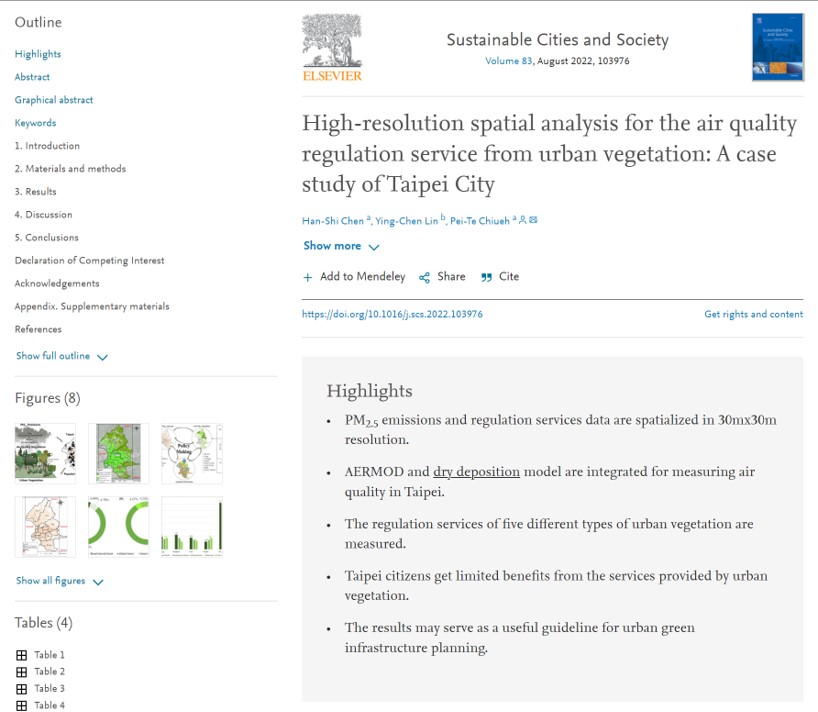 Outline
Highlights
Abstract
Graphical abstract
Keywords
1. Introduction
2. Materials and methods
3. Results
4. Discussion
5. Conclusions
Declaration of Competing Interest
Acknowledgements
Appendix. Supplementary materials
References
Show full outline
Figures (8)
Policy
Making
Show all figures
Tables (4)
Table 1
Table 2
Table 3
Table 4
ELSEVIER
Sustainable Cities and Society
Volume 83, August 2022, 103976
High-resolution spatial analysis for the air quality
regulation service from urban vegetation: A case
study of Taipei City
Han-Shi Chen a, Ying-Chen Lin b, Pei-Te Chiueh a
Show more
+ Add to Mendeley Share Cite
https://doi.org/10.1016/j.scs.2022.103976 Get rights and content
Highlights
• PM2.5 emissions and regulation services data are spatialized in 30mx30m
resolution.
• AERMOD and dry deposition model are integrated for measuring air
quality in Taipei.
• The regulation services of five different types of urban vegetation are
measured.
• Taipei citizens get limited benefits from the services provided by urban
vegetation.
• The results may serve as a useful guideline for urban green
infrastructure planning.